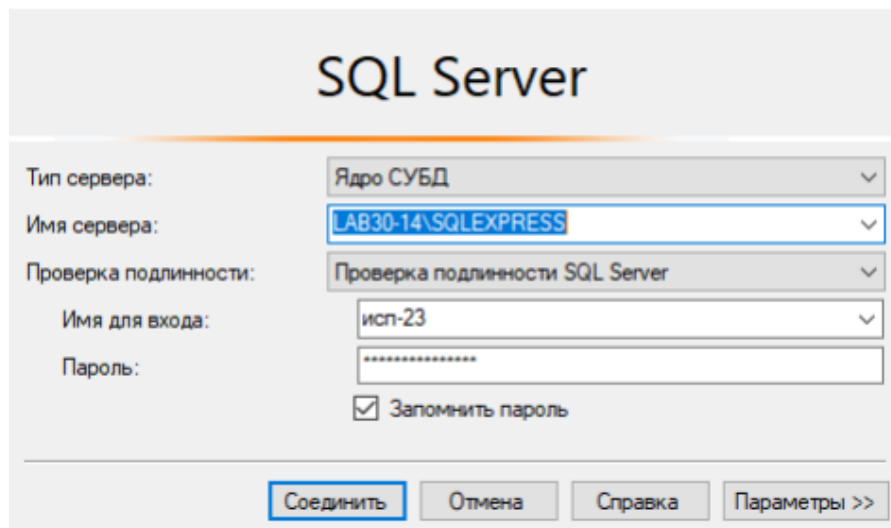 SQL Server
Тип сервера: Ядро СУБД
Имя сервера: LAB30-14\SQLEXPRESS
Проверка подлинности: Проверка подлинности SQL Server
Имя для входа: исп-23
Пароль: ***************
Запомнить пароль
Соединить Отмена Справка Параметры >>